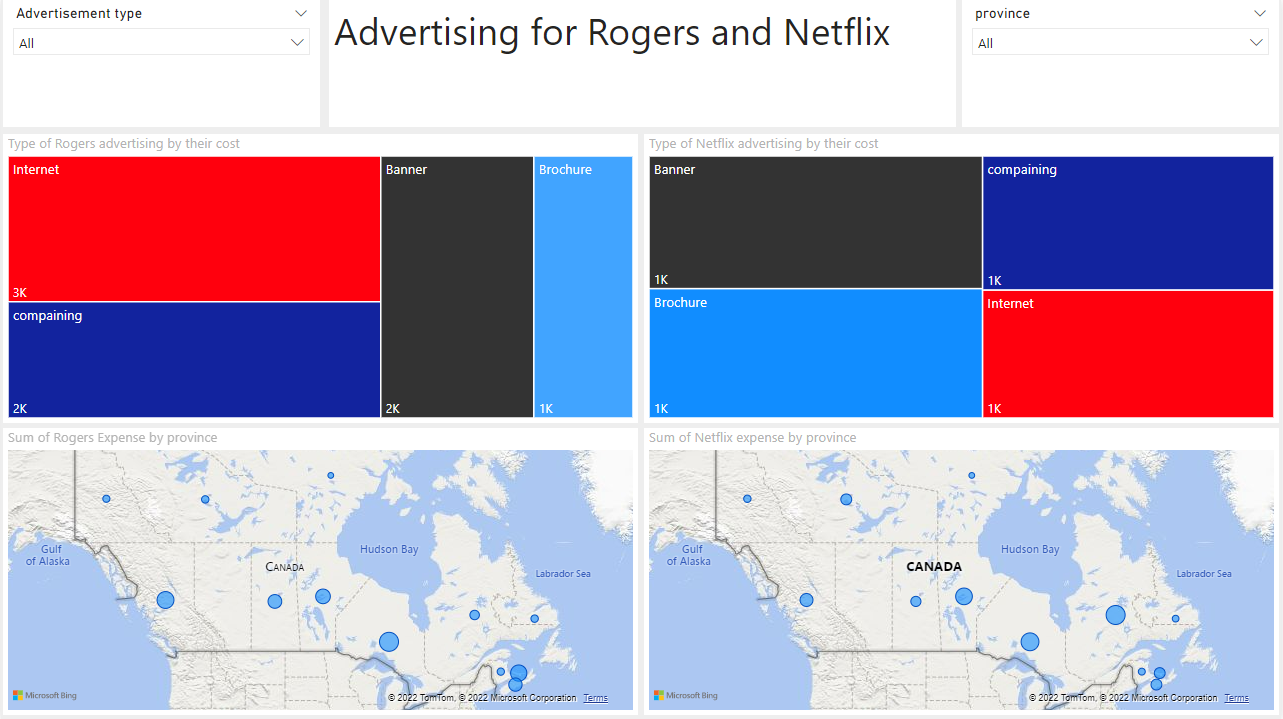 Advertisement type
All
Advertising for Rogers and Netflix
province
All
Type of Rogers advertising by their cost
Internet
3K
compaining
2K
Banner
2K
Brochure
1K
Type of Netflix advertising by their cost
Banner
1K
Brochure
1K
compaining
1K
Internet
1K
Sum of Rogers Expense by province
Gulf
of Alaska
CANADA
Hudson Bay
Labrador Sea
Microsoft Bing
© 2022 TomTom, © 2022 Microsoft Corporation Terms
Sum of Netflix expense by province
Gulf
of Alaska
CANADA
Hudson Bay
Labrador Sea
Microsoft Bing
© 2022 TomTom, © 2022 Microsoft Corporation Terms